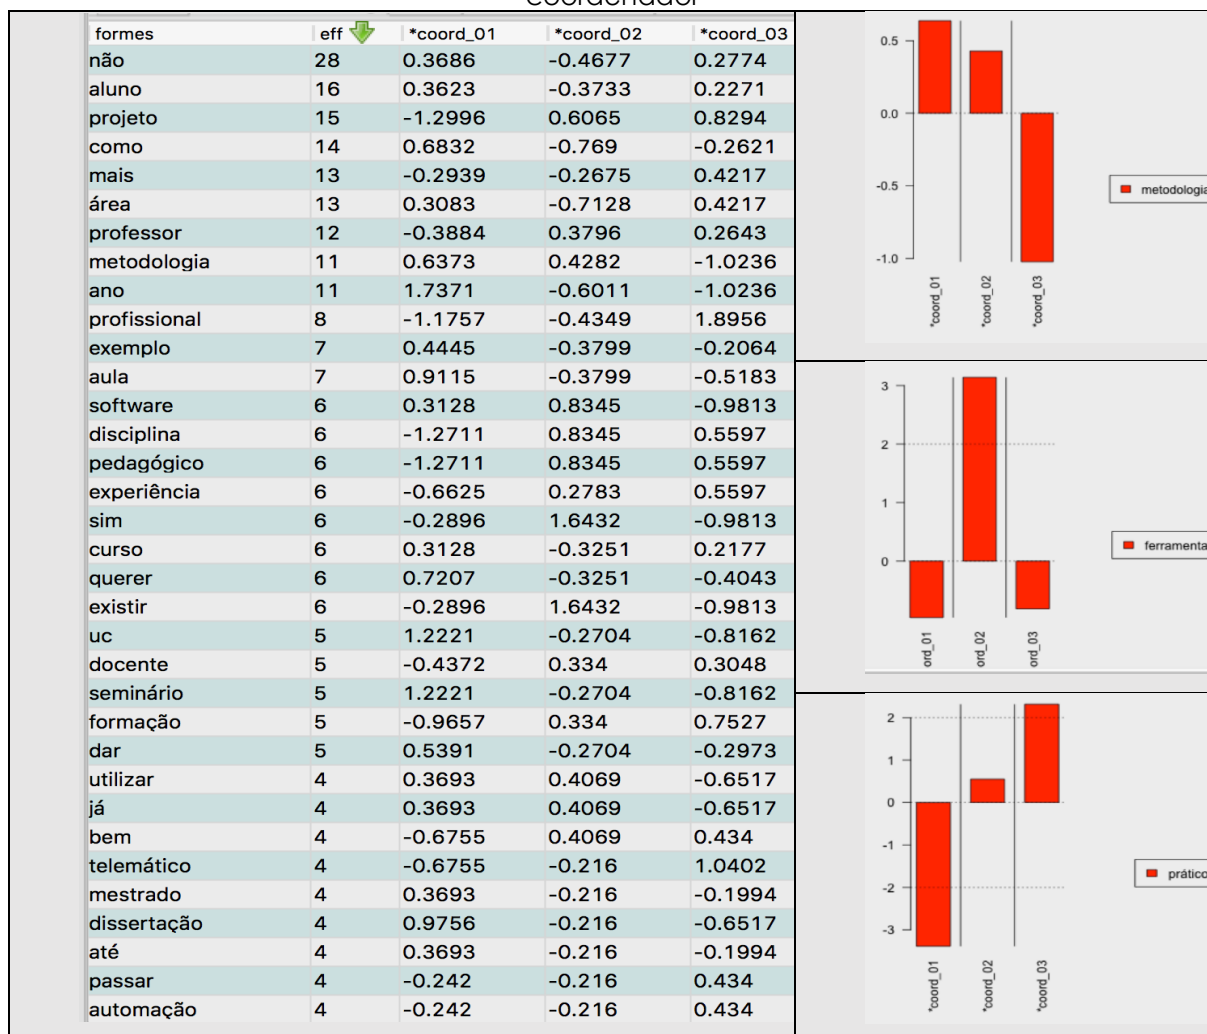 coordenador
formes eff *coord_01 *coord_02 *coord_03
não 28 0.3686 -0.4677 0.2774
aluno 16 0.3623 -0.3733 0.2271
projeto 15 -1.2996 0.6065 0.8294
como 14 0.6832 -0.769 -0.2621
mais 13 -0.2939 -0.2675 0.4217
área 13 0.3083 -0.7128 0.4217
professor 12 -0.3884 0.3796 0.2643
metodologia 11 0.6373 0.4282 -1.0236
ano 11 1.7371 -0.6011 -1.0236
profissional 8 -1.1757 -0.4349 1.8956
exemplo 7 0.4445 -0.3799 -0.2064
aula 7 0.9115 -0.3799 -0.5183
software 6 0.3128 0.8345 -0.9813
disciplina 6 -1.2711 0.8345 0.5597
pedagógico 6 -1.2711 0.8345 0.5597
experiência 6 -0.6625 0.2783 0.5597
sim 6 -0.2896 1.6432 -0.9813
curso 6 0.3128 -0.3251 0.2177
querer 6 0.7207 -0.3251 -0.4043
existir 6 -0.2896 1.6432 -0.9813
uc 5 1.2221 -0.2704 -0.8162
docente 5 -0.4372 0.334 0.3048
seminário 5 1.2221 -0.2704 -0.8162
formação 5 -0.9657 0.334 0.7527
dar 5 0.5391 -0.2704 -0.2973
utilizar 4 0.3693 0.4069 -0.6517
já 4 0.3693 0.4069 -0.6517
bem 4 -0.6755 0.4069 0.434
telemático 4 -0.6755 -0.216 1.0402
mestrado 4 0.3693 -0.216 -0.1994
dissertação 4 0.9756 -0.216 -0.6517
até 4 0.3693 -0.216 -0.1994
passar 4 -0.242 -0.216 0.434
automação 4 -0.242 -0.216 0.434
0.5
0.0
-0.5
-1.0
metodologia
*coord_01 *coord_02 *coord_03
3
2
1
0
ferramenta
ord_01 ord_02 ord_03
2
1
0
-1
-2
-3
prático
*coord_01 *coord_02 *coord_03